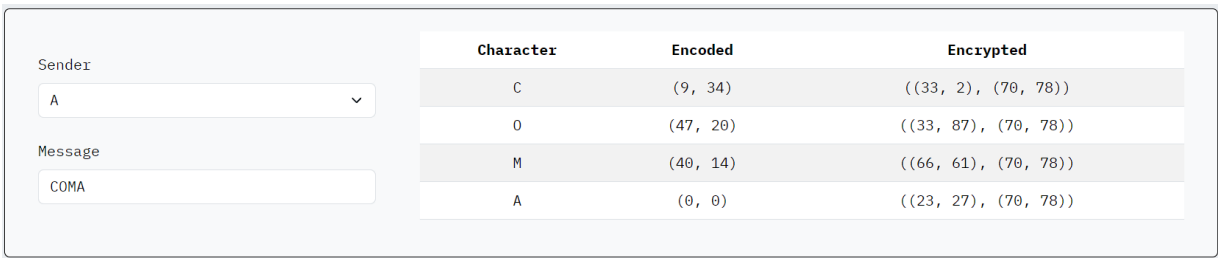 Sender
A
Message
COMA
Character Encoded Encrypted
C (9, 34) ((33, 2), (70, 78))
O (47, 20) ((33, 87), (70, 78))
M (40, 14) ((66, 61), (70, 78))
A (0, 0) ((23, 27), (70, 78))